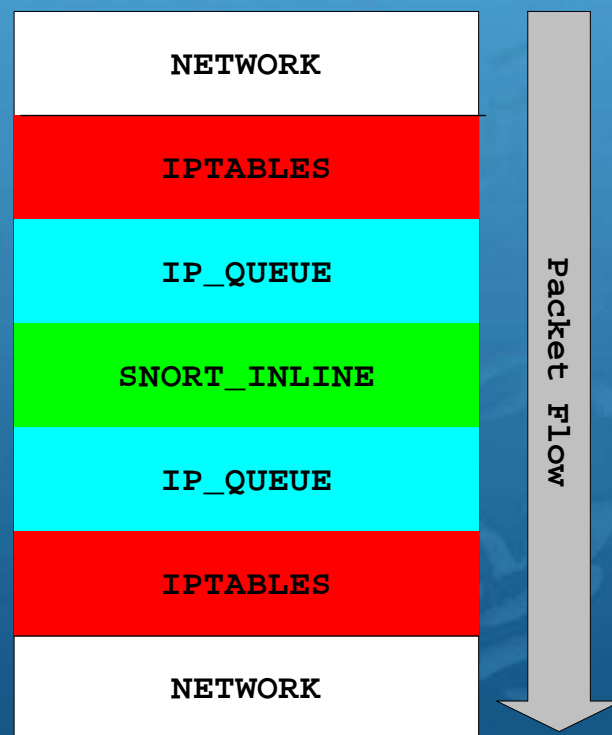 NETWORK
IPTABLES
IP_QUEUE
SNORT_INLINE
IP_QUEUE
IPTABLES
NETWORK
Packet Flow